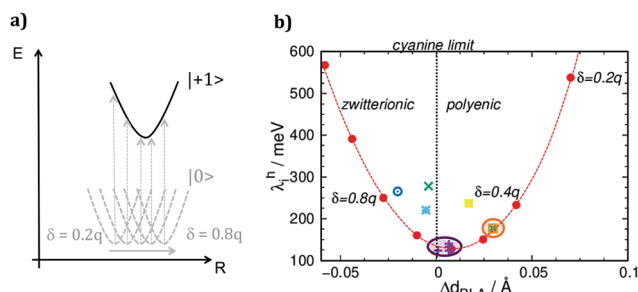 a)
E
|+1>
|0>
δ = 0.2q
δ = 0.8q
R
b)
cyanine limit
600
500
400
300
200
100
λᵢʰ / meV
zwitterionic
polyenic
δ=0.2q
δ=0.8q
δ=0.4q
-0.05
0
0.05
0.1
Δd / Å